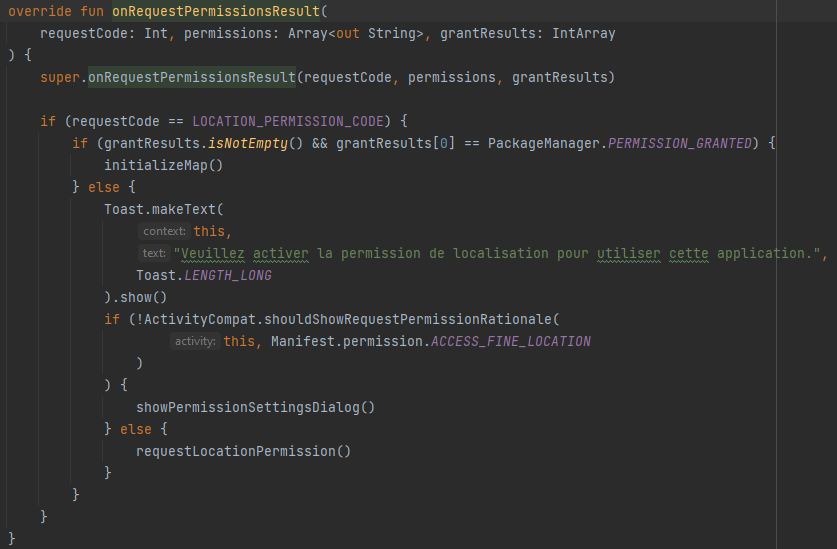 override fun onRequestPermissionsResult(
requestCode: Int, permissions: Array<out String>, grantResults: IntArray
) {
super.onRequestPermissionsResult(requestCode, permissions, grantResults)
if (requestCode == LOCATION_PERMISSION_CODE) {
if (grantResults.isNotEmpty() && grantResults[0] == PackageManager.PERMISSION_GRANTED) {
initializeMap()
} else {
Toast.makeText(
context: this,
text: "Veuillez activer la permission de localisation pour utiliser cette application.",
Toast.LENGTH_LONG
).show()
if (!ActivityCompat.shouldShowRequestPermissionRationale(
activity: this, Manifest.permission.ACCESS_FINE_LOCATION
)
) {
showPermissionSettingsDialog()
} else {
requestLocationPermission()
}
}
}
}